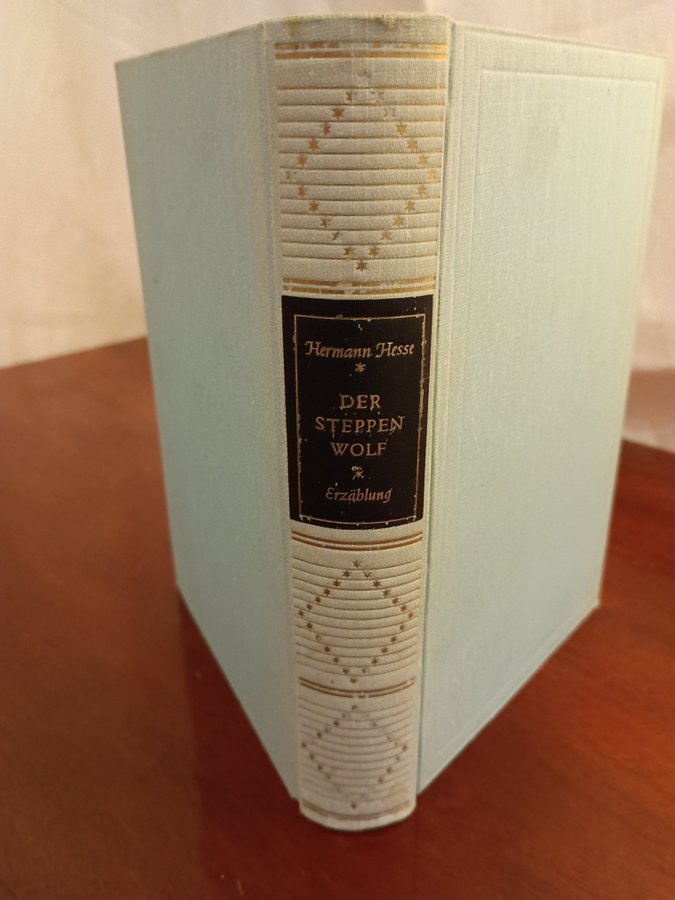 Hermann Hesse
DER
STEPPEN
WOLF
Erzählung